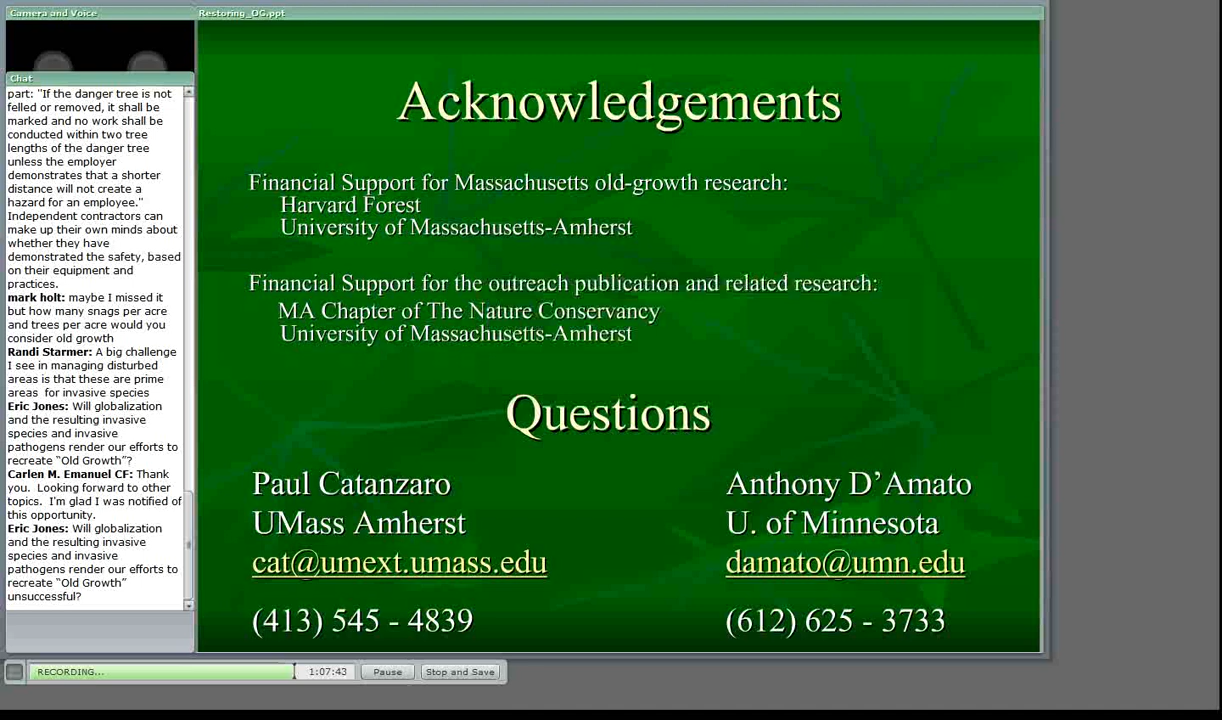 Camera and Voice
Restoring_OG.ppt
Chat
part: "If the danger tree is not
felled or removed, it shall be
marked and no work shall be
conducted within two tree
lengths of the danger tree
unless the employer
demonstrates that a shorter
distance will not create a
hazard for an employee."
Independent contractors can
make up their own minds about
whether they have
demonstrated the safety, based
on their equipment and
practices.
mark holt: maybe I missed it
but how many snags per acre
and trees per acre would you
consider old growth
Randi Starmer: A big challenge
I see in managing disturbed
areas is that these are prime
areas for invasive species
Eric Jones: Will globalization
and the resulting invasive
species and invasive
pathogens render our efforts to
recreate “Old Growth”?
Carlen M. Emanuel CF: Thank
you. Looking forward to other
topics. I'm glad I was notified of
this opportunity.
Eric Jones: Will globalization
and the resulting invasive
species and invasive
pathogens render our efforts to
recreate “Old Growth”
unsuccessful?
Acknowledgements
Financial Support for Massachusetts old-growth research:
Harvard Forest
University of Massachusetts-Amherst
Financial Support for the outreach publication and related research:
MA Chapter of The Nature Conservancy
University of Massachusetts-Amherst
Questions
Paul Catanzaro
UMass Amherst
cat@umext.umass.edu
(413) 545 - 4839
Anthony D’Amato
U. of Minnesota
damato@umn.edu
(612) 625 - 3733
RECORDING... 1:07:43 Pause Stop and Save